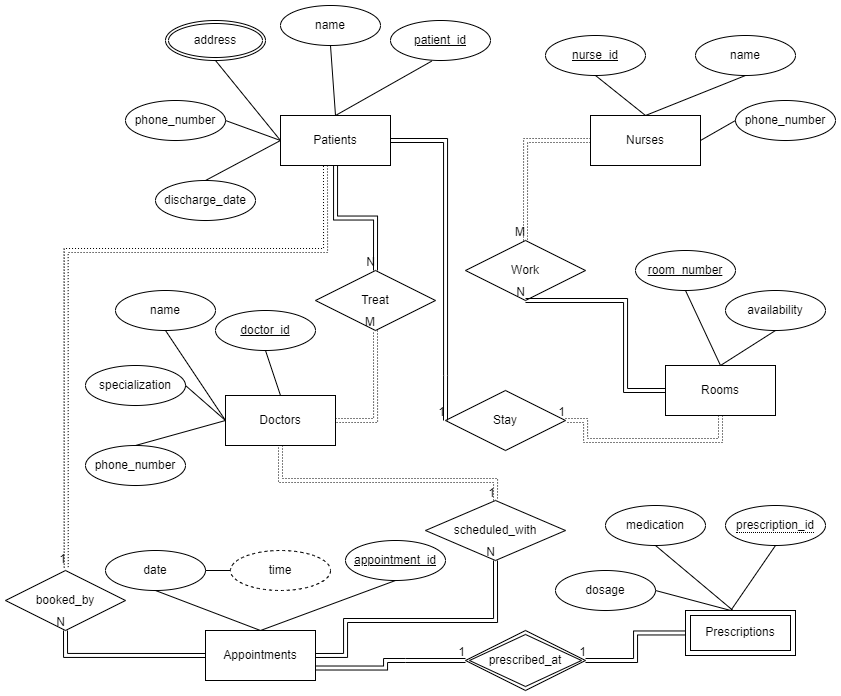 name
address
patient_id
nurse_id
name
phone_number
Patients
Nurses
phone_number
discharge_date
M
N
Work
room_number
N
Treat
name
availability
M
doctor_id
specialization
Rooms
1
1
Doctors
Stay
phone_number
1
scheduled_with
medication
prescription_id
N
1
date
time
appointment_id
dosage
booked_by
N
Appointments
Prescriptions
1
prescribed_at
1